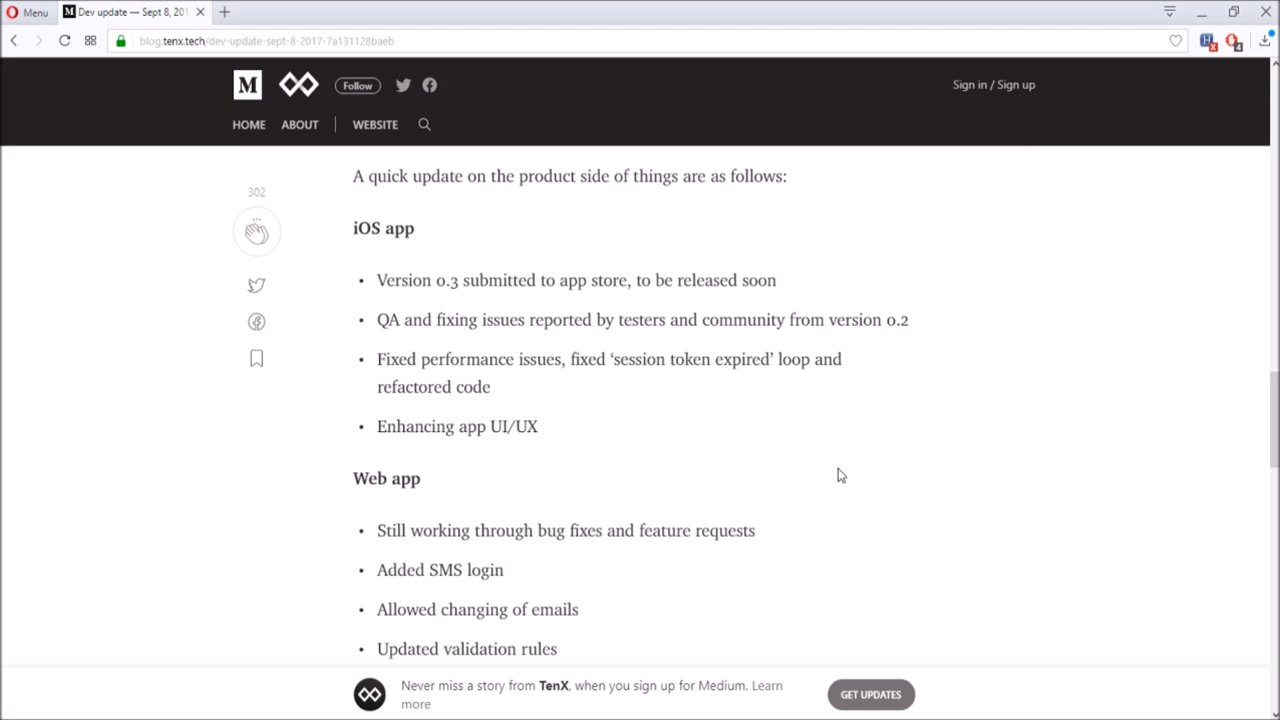 Menu
Dev update — Sept 8, 201
blog.tenx.tech/dev-update-sept-8-2017-7a131128baeb
M
Follow
Sign in / Sign up
HOME ABOUT WEBSITE
A quick update on the product side of things are as follows:
302
iOS app
• Version 0.3 submitted to app store, to be released soon
• QA and fixing issues reported by testers and community from version 0.2
• Fixed performance issues, fixed ‘session token expired’ loop and
refactored code
• Enhancing app UI/UX
Web app
• Still working through bug fixes and feature requests
• Added SMS login
• Allowed changing of emails
• Updated validation rules
Never miss a story from TenX, when you sign up for Medium. Learn
more
GET UPDATES